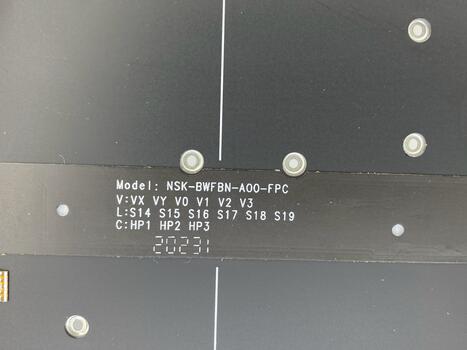 Model: NSK-BWFBN-A00-FPC
V:VX VY V0 V1 V2 V3
L:S14 S15 S16 S17 S18 S19
C:HP1 HP2 HP3
20231